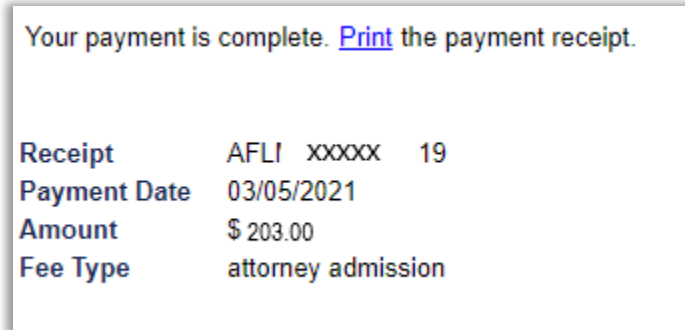 Your payment is complete. Print the payment receipt.
Receipt AFL xxxxx 19
Payment Date 03/05/2021
Amount $ 203.00
Fee Type attorney admission